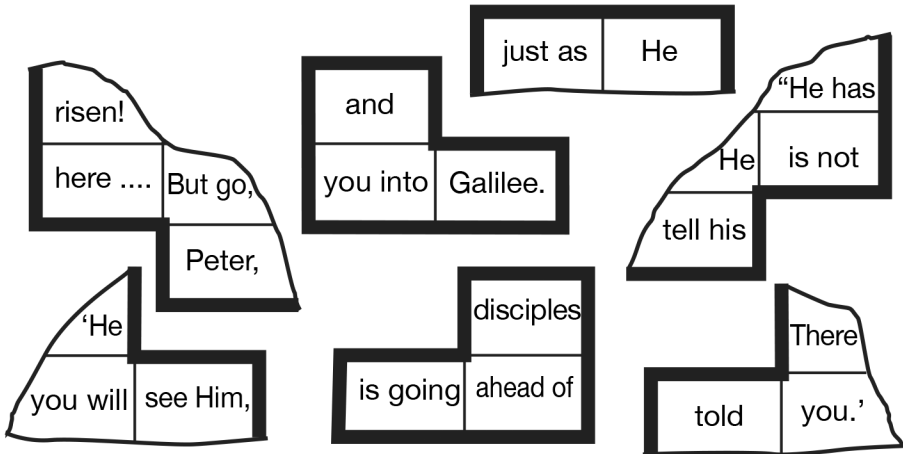 just as He
"He has
He is not
tell his
risen!
here .... But go,
Peter,
and
you into Galilee.
'He
you will see Him,
disciples
is going ahead of
There
told you.'